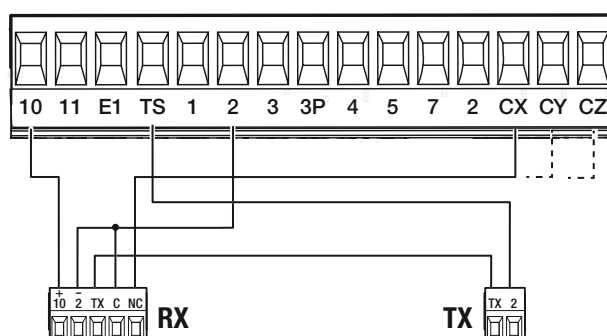 10 11 E1 TS 1 2 3 3P 4 5 7 2 CX CY CZ
+ −
10 2 TX C NC RX TX TX 2